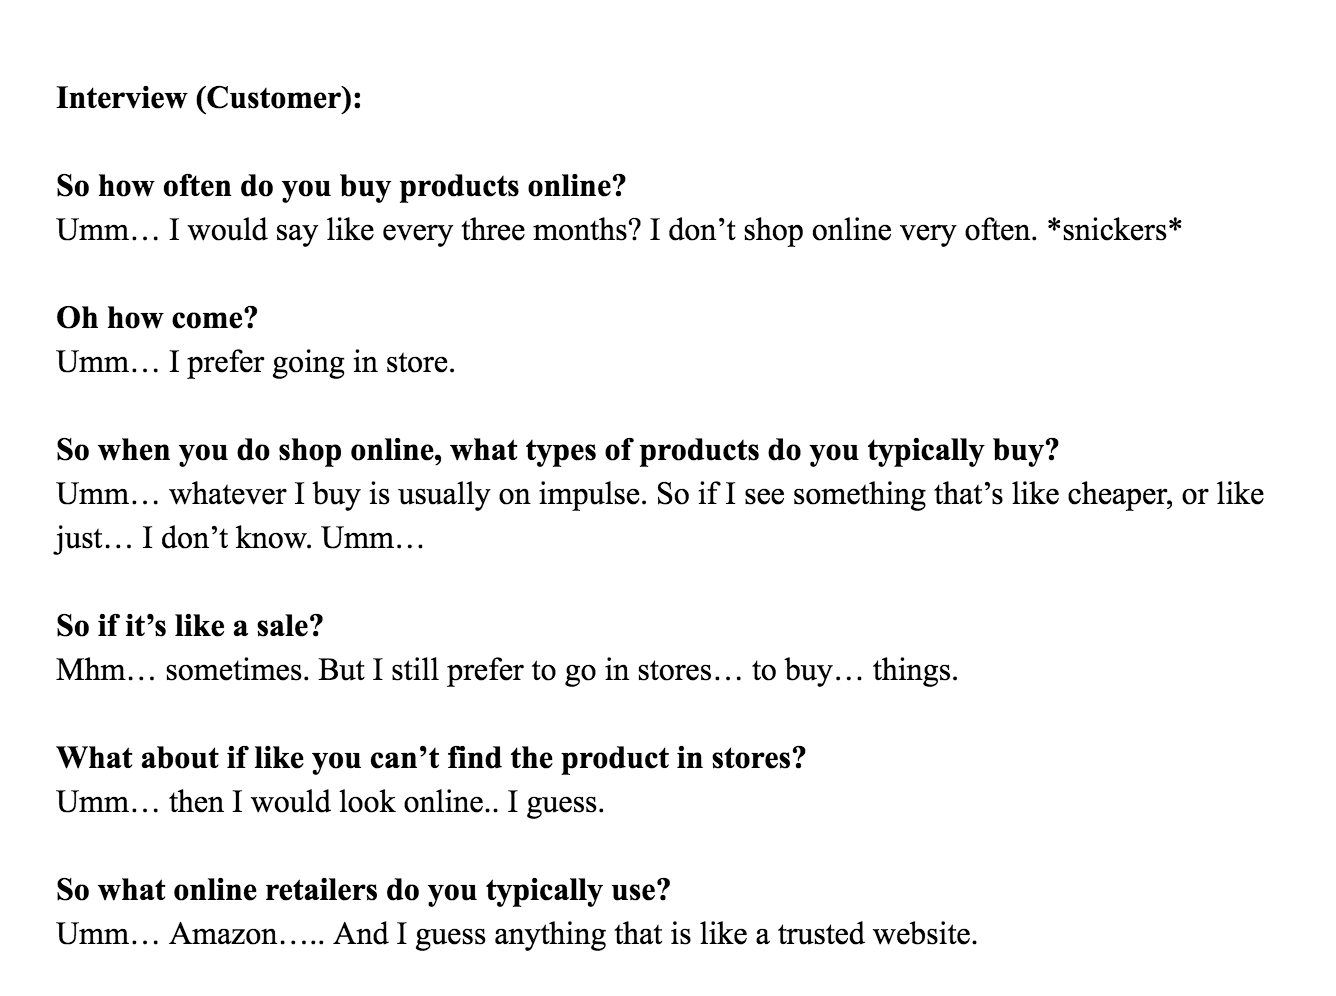 Interview (Customer):
So how often do you buy products online?
Umm… I would say like every three months? I don’t shop online very often. *snickers*
Oh how come?
Umm… I prefer going in store.
So when you do shop online, what types of products do you typically buy?
Umm… whatever I buy is usually on impulse. So if I see something that’s like cheaper, or like
just… I don’t know. Umm…
So if it’s like a sale?
Mhm… sometimes. But I still prefer to go in stores… to buy… things.
What about if like you can’t find the product in stores?
Umm… then I would look online.. I guess.
So what online retailers do you typically use?
Umm… Amazon….. And I guess anything that is like a trusted website.